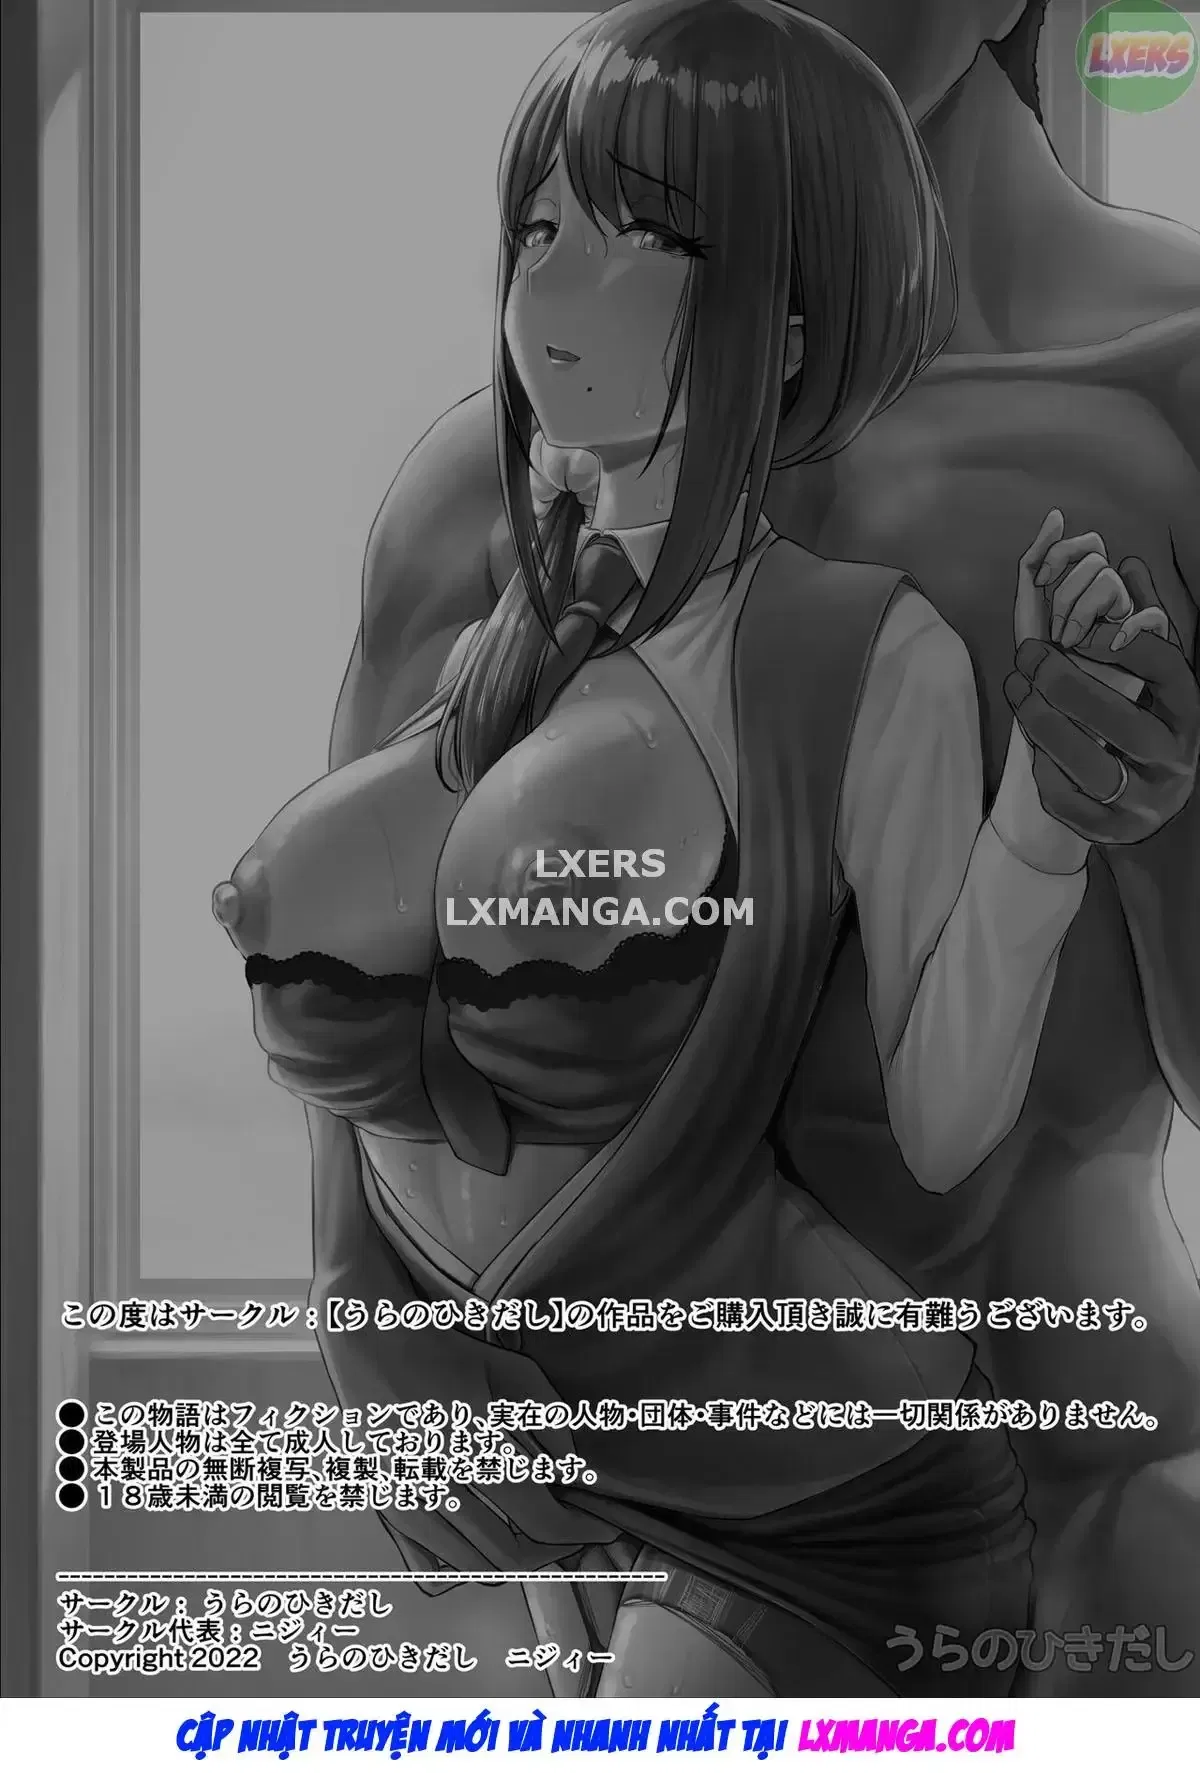 LXERS
LXERS
LXMANGA.COM
この度はサークル：【うらのひきだし】の作品をご購入頂き誠に有難うございます。
●この物語はフィクションであり、実在の人物・団体・事件などには一切関係がありません。
●登場人物は全て成人しております。
●本製品の無断複写、複製、転載を禁じます。
●１８歳未満の閲覧を禁じます。
サークル：うらのひきだし
サークル代表：ニジィー
Copyright 2022　うらのひきだし　ニジィー
うらのひきだし
CẬP NHẬT TRUYỆN MỚI VÀ NHANH NHẤT TẠI LXMANGA.COM